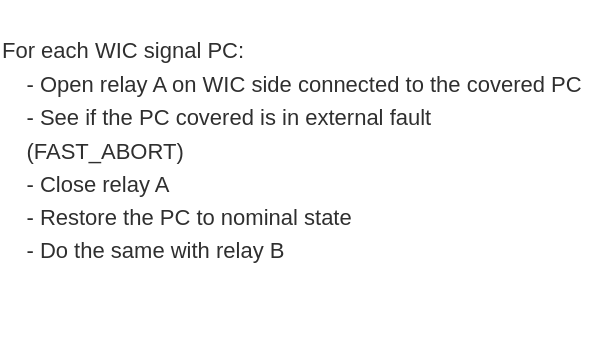 For each WIC signal PC:
- Open relay A on WIC side connected to the covered PC
- See if the PC covered is in external fault
(FAST_ABORT)
- Close relay A
- Restore the PC to nominal state
- Do the same with relay B